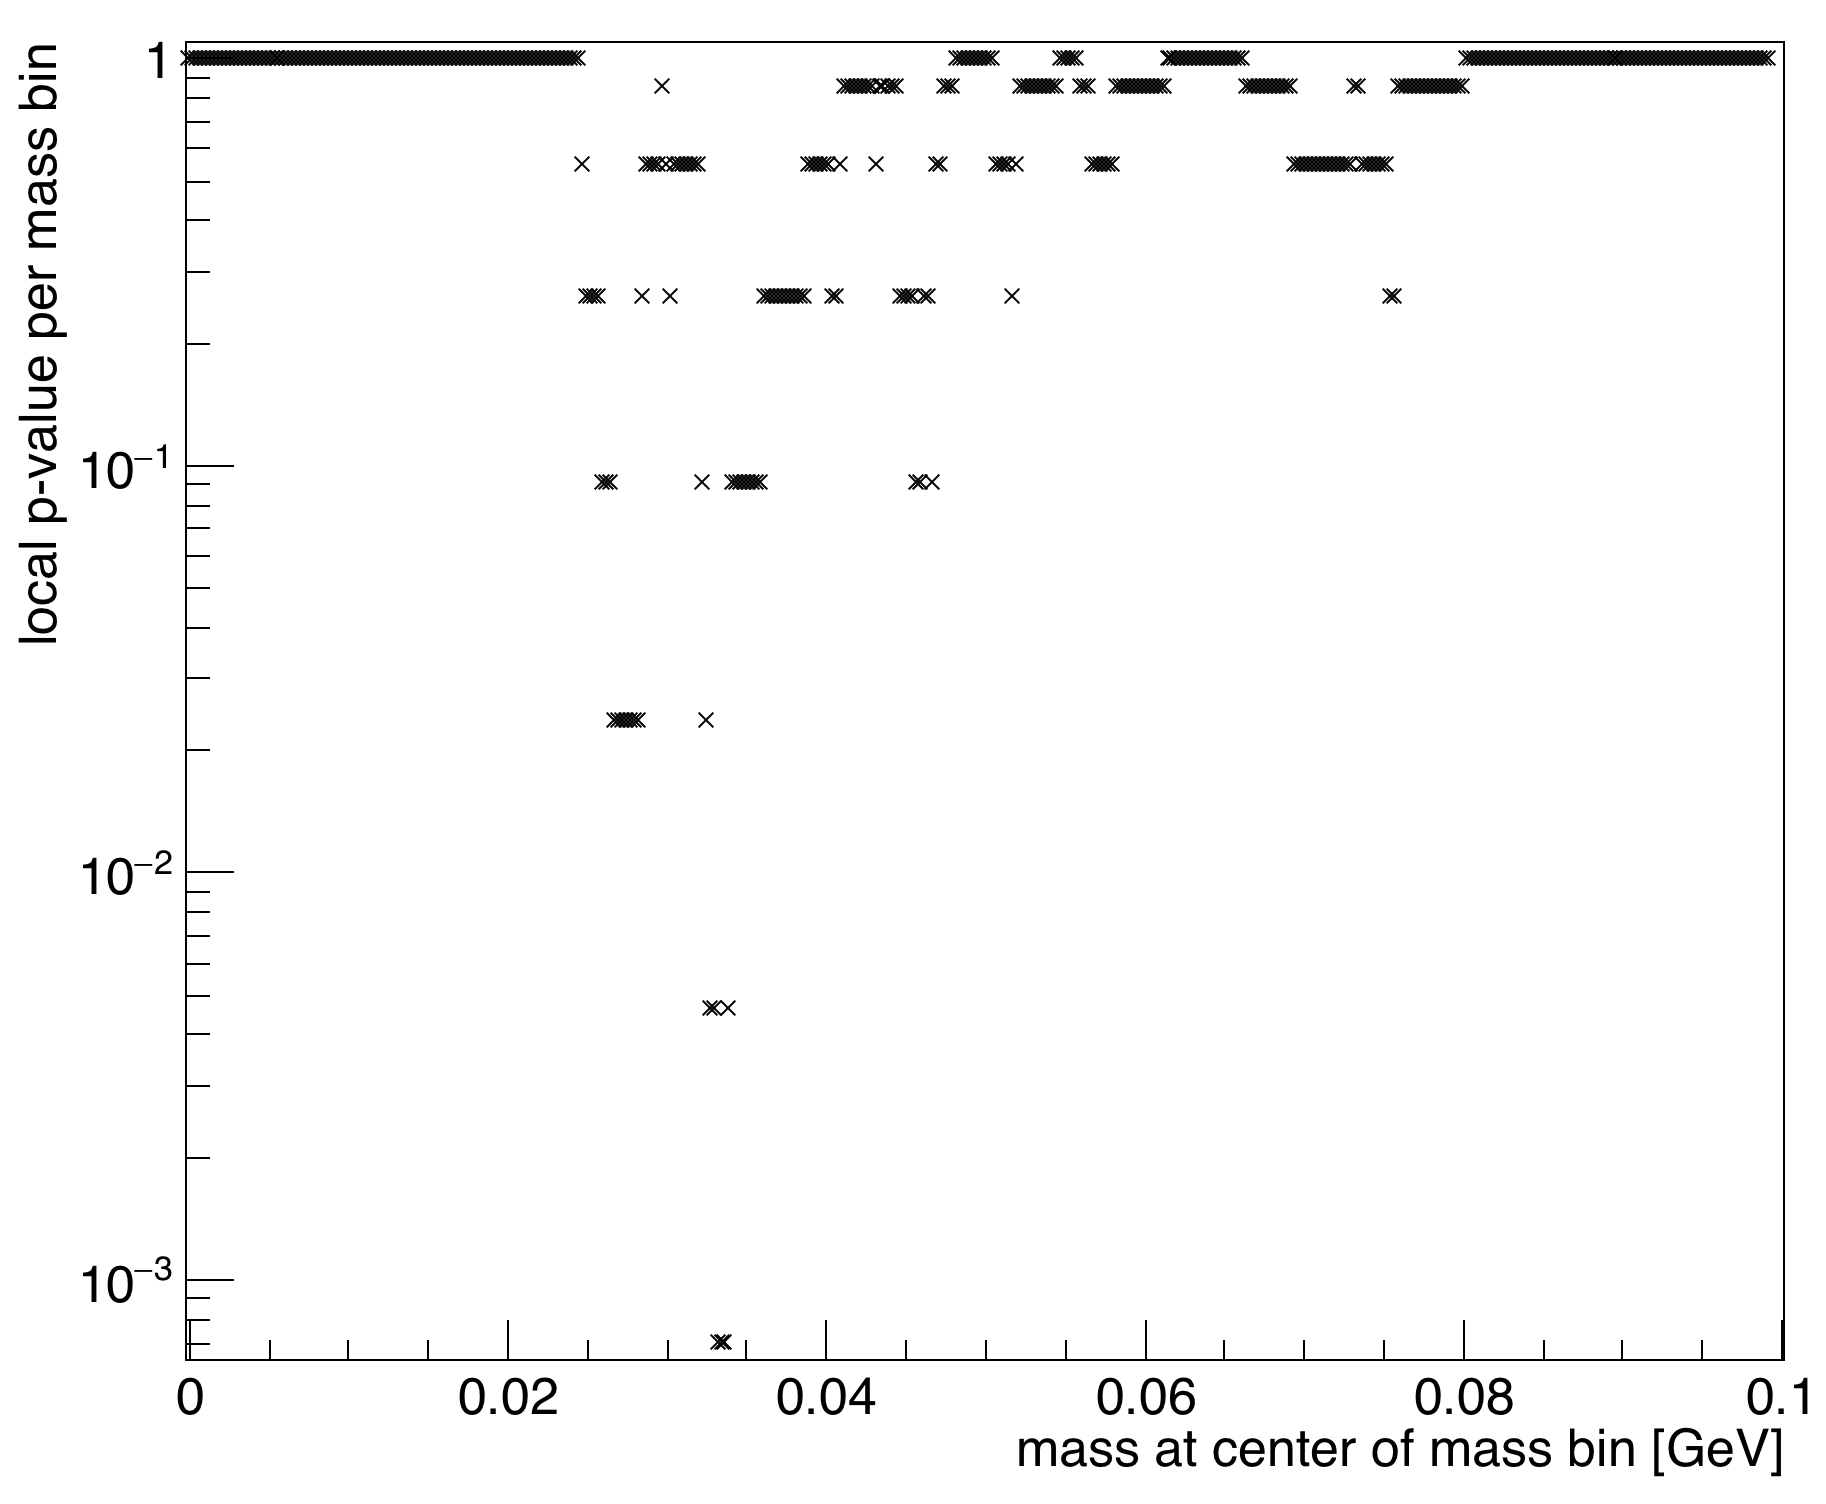 local p-value per mass bin
1
10⁻¹
10⁻²
10⁻³
0 0.02 0.04 0.06 0.08 0.1
mass at center of mass bin [GeV]